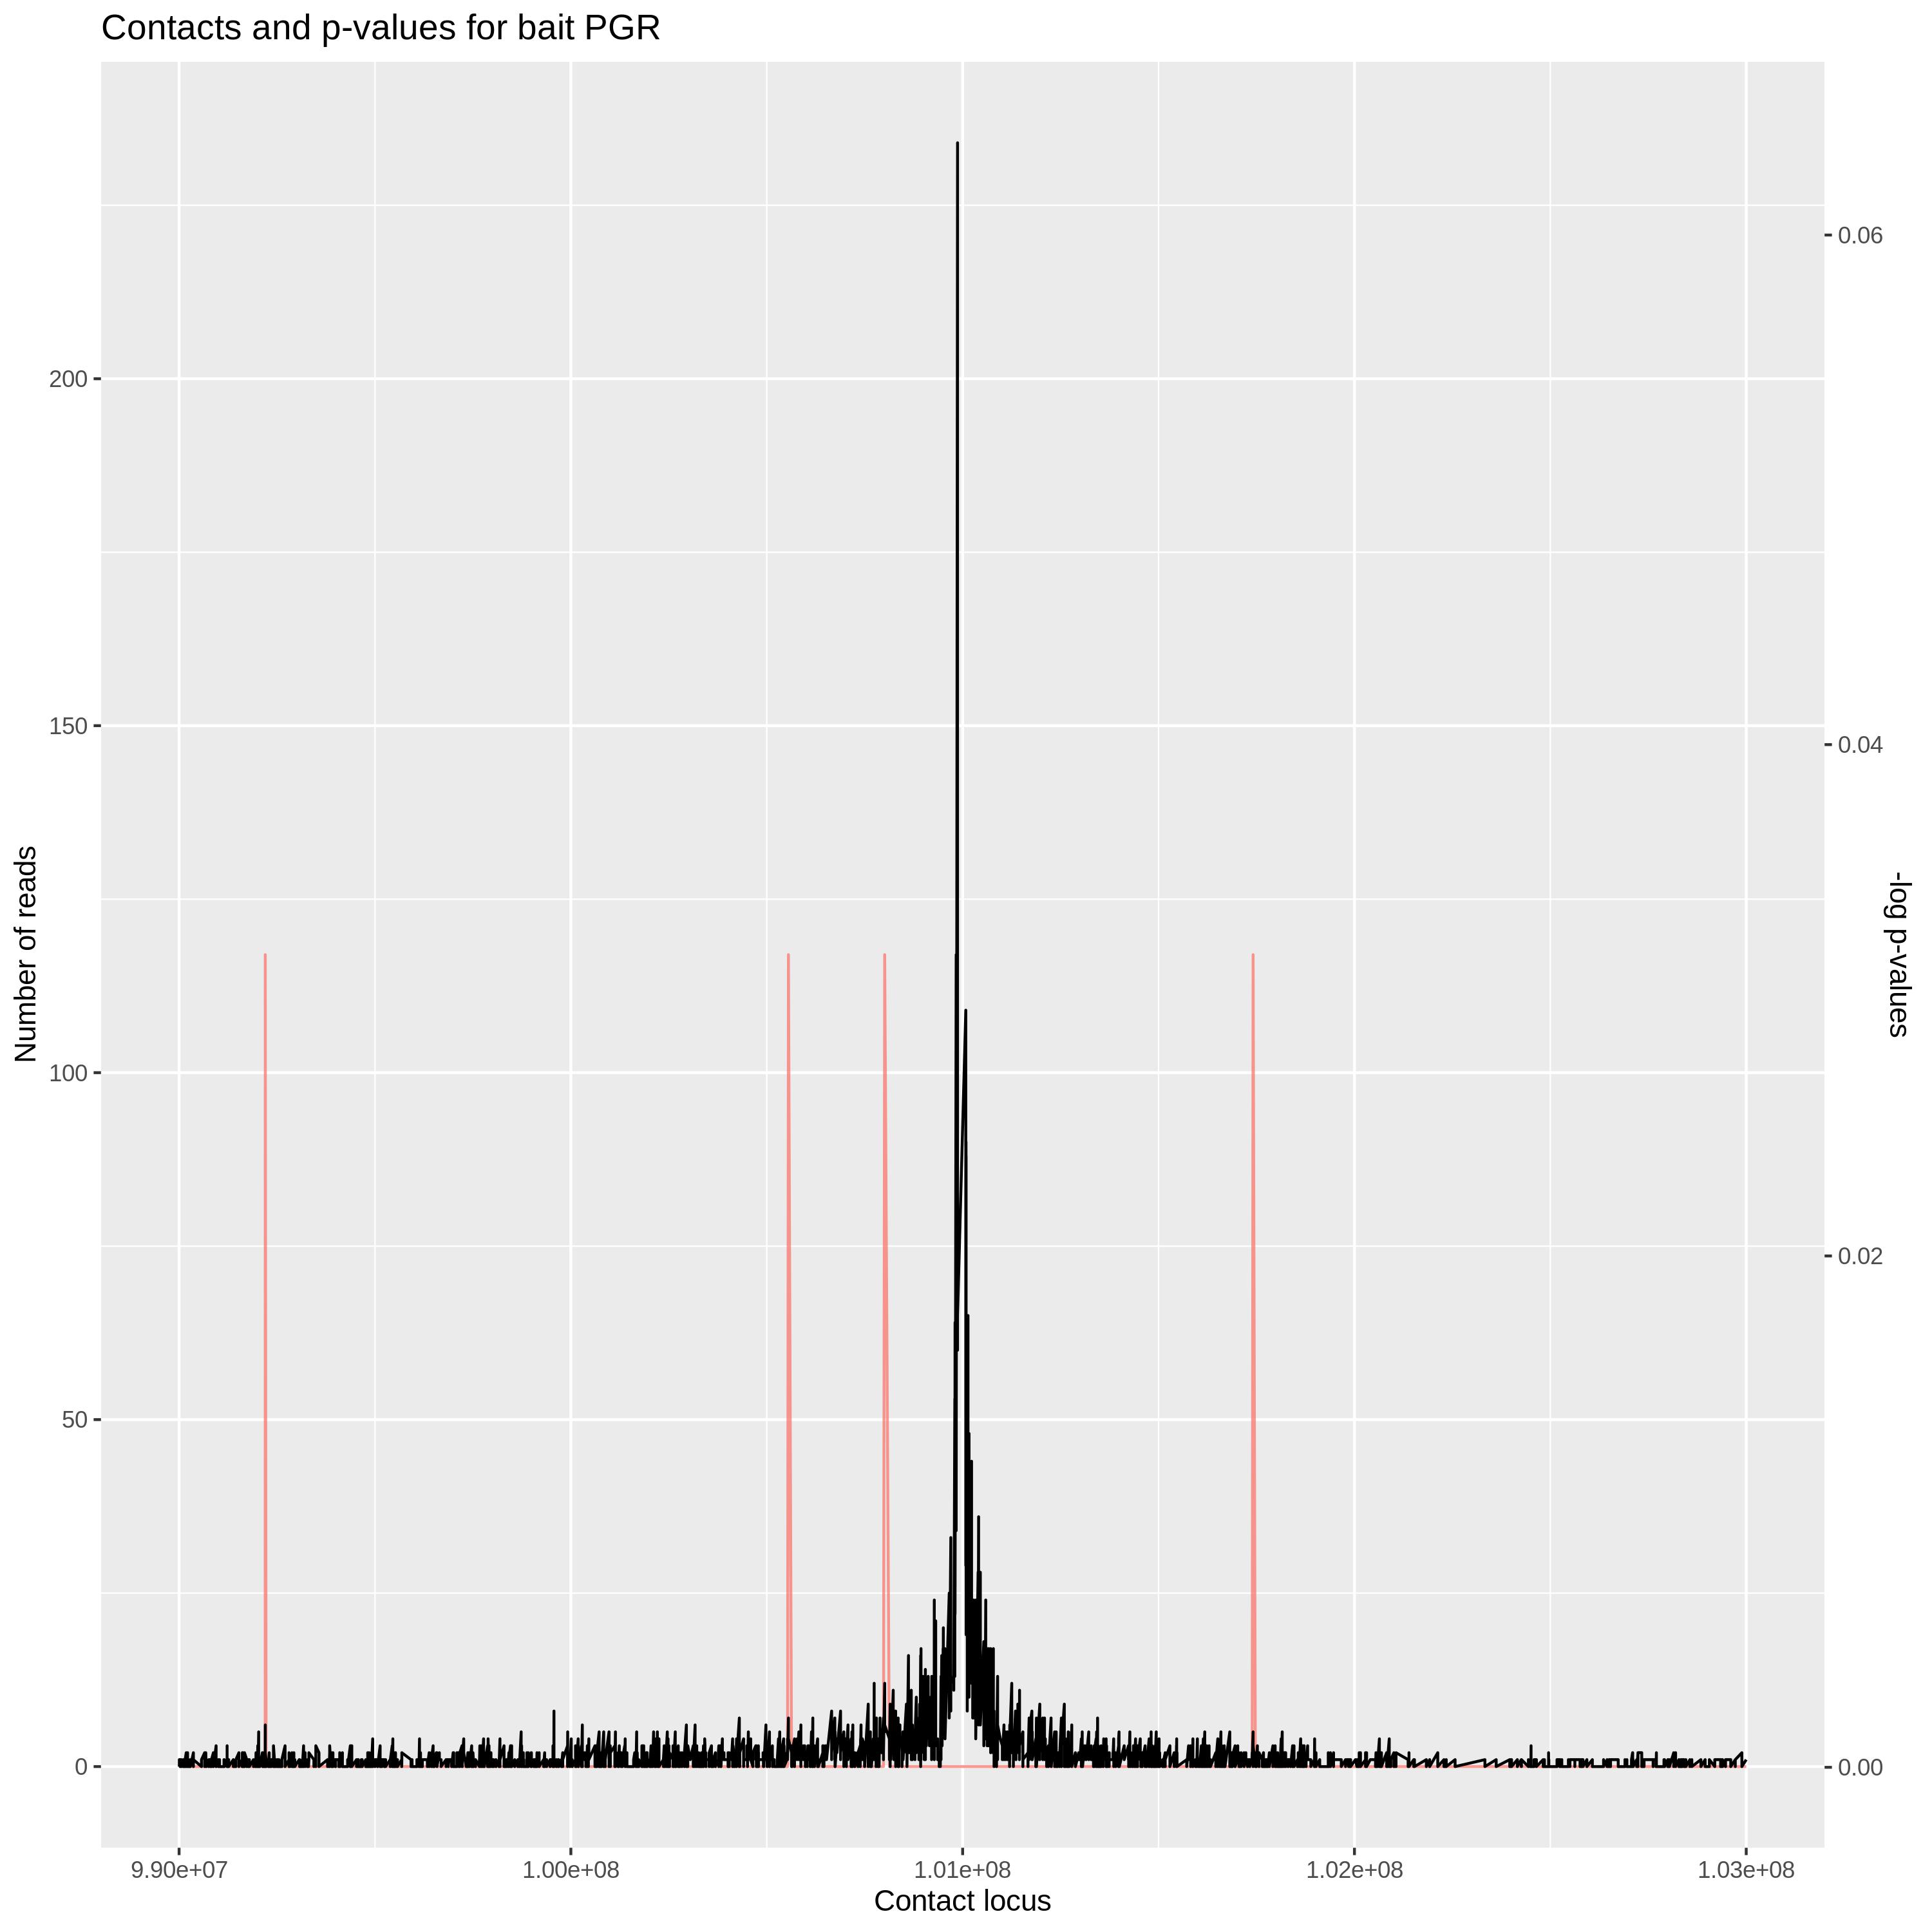 Contacts and p-values for bait PGR
Number of reads
200
150
100
50
0
0.06
0.04
0.02
0.00
-log p-values
9.90e+07 1.00e+08 1.01e+08 1.02e+08 1.03e+08
Contact locus